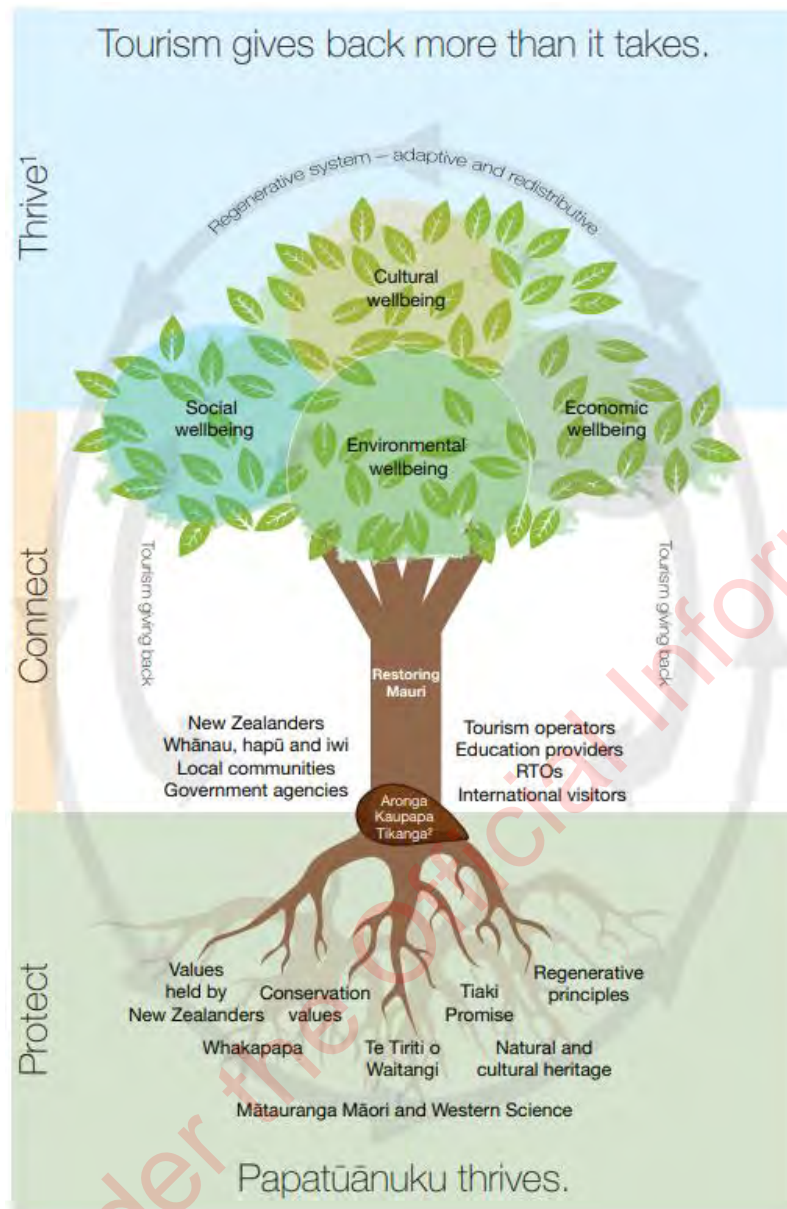 Tourism gives back more than it takes.
Thrive¹
Regenerative system – adaptive and redistributive
Cultural
wellbeing
Social
wellbeing
Economic
wellbeing
Environmental
wellbeing
Connect
Tourism giving back
Tourism giving back
Restoring
Mauri
New Zealanders
Whānau, hapū and iwi
Local communities
Government agencies
Tourism operators
Education providers
RTOs
International visitors
Aronga
Kaupapa
Tikanga²
Protect
Values
held by
New Zealanders
Conservation
values
Tiaki
Promise
Regenerative
principles
Whakapapa
Te Tiriti o
Waitangi
Natural and
cultural heritage
Mātauranga Māori and Western Science
Papatūānuku thrives.
the Official